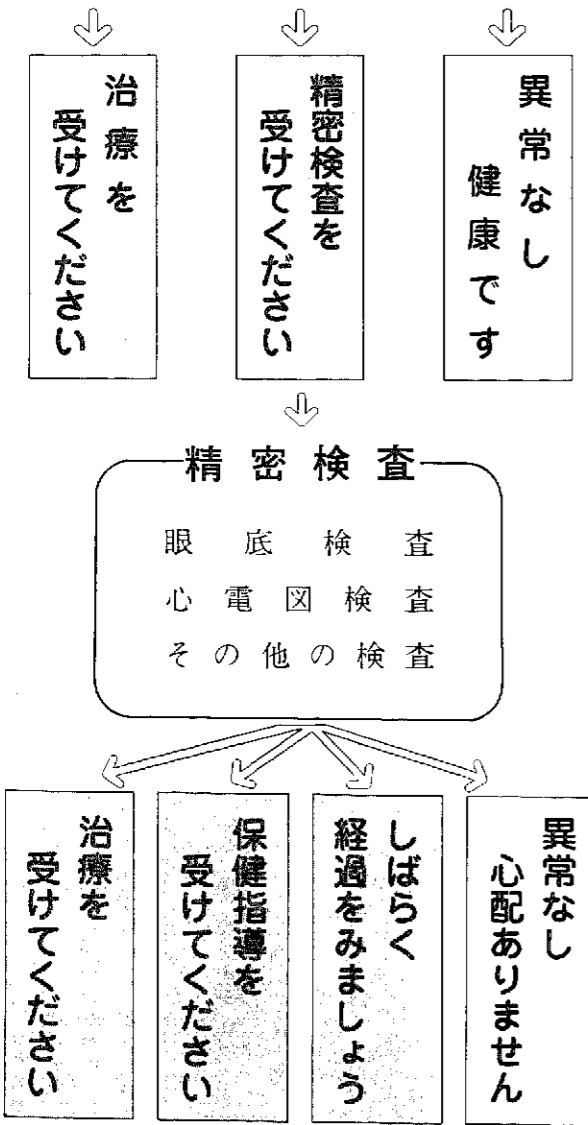 異常なし
健康です
精密検査を
受けてください
治療を
受けてください
精密検査
眼底検査
心電図検査
その他の検査
異常なし
心配ありません
しばらく
経過をみましょう
保健指導を
受けてください
治療を
受けてください